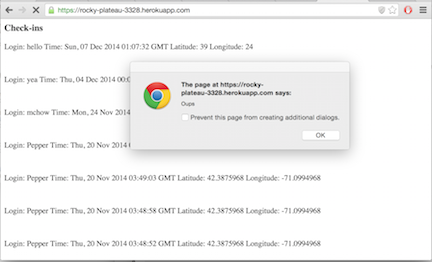 https://rocky-plateau-3328.herokuapp.com
Check-ins
Login: hello Time: Sun, 07 Dec 2014 01:07:32 GMT Latitude: 39 Longitude: 24
Login: yea Time: Thu, 04 Dec 2014 00:0
Login: mchow Time: Mon, 24 Nov 2014
Login: Pepper Time: Thu, 20 Nov 2014
The page at https://rocky-
plateau-3328.herokuapp.com says:
Oups
Prevent this page from creating additional dialogs.
OK
Login: Pepper Time: Thu, 20 Nov 2014 03:49:03 GMT Latitude: 42.3875968 Longitude: -71.0994968
Login: Pepper Time: Thu, 20 Nov 2014 03:48:58 GMT Latitude: 42.3875968 Longitude: -71.0994968
Login: Pepper Time: Thu, 20 Nov 2014 03:48:52 GMT Latitude: 42.3875968 Longitude: -71.0994968